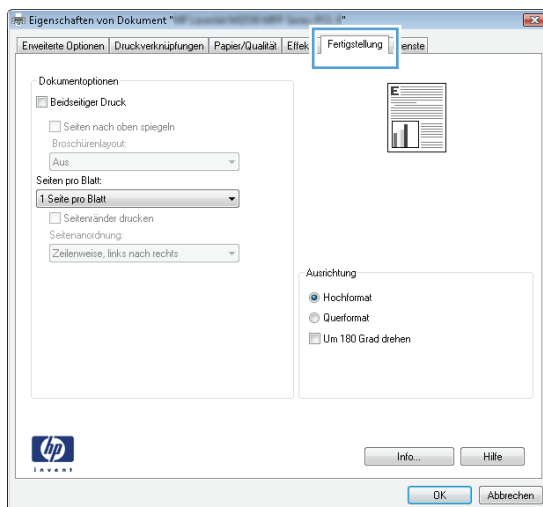 Eigenschaften von Dokument "
Erweiterte Optionen Druckverknüpfungen Papier/Qualität Effek Fertigstellung enste
Dokumentoptionen
Beidseitiger Druck
Seiten nach oben spiegeln
Broschürenlayout:
Aus
Seiten pro Blatt:
1 Seite pro Blatt
Seitenränder drucken
Seitenanordnung:
Zeilenweise, links nach rechts
E
Ausrichtung
Hochformat
Querformat
Um 180 Grad drehen
hp
invent
Info... Hilfe
OK Abbrechen